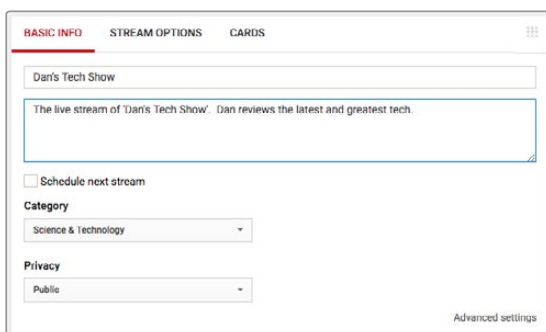 BASIC INFO STREAM OPTIONS CARDS
Dan's Tech Show
The live stream of 'Dan's Tech Show'. Dan reviews the latest and greatest tech.
Schedule next stream
Category
Science & Technology
Privacy
Public
Advanced settings